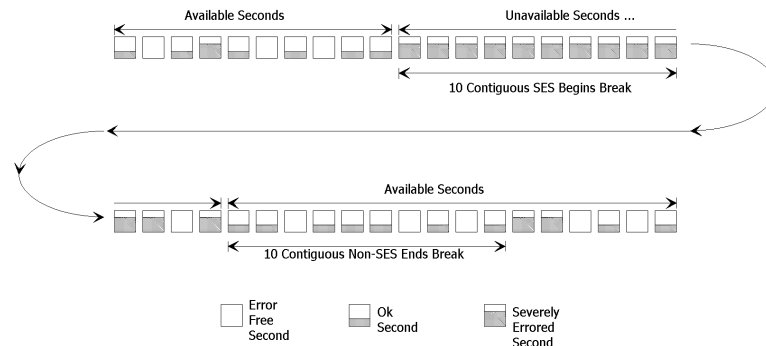 Available Seconds
Unavailable Seconds ...
10 Contiguous SES Begins Break
Available Seconds
10 Contiguous Non-SES Ends Break
Error
Free
Second
Ok
Second
Severely
Errored
Second